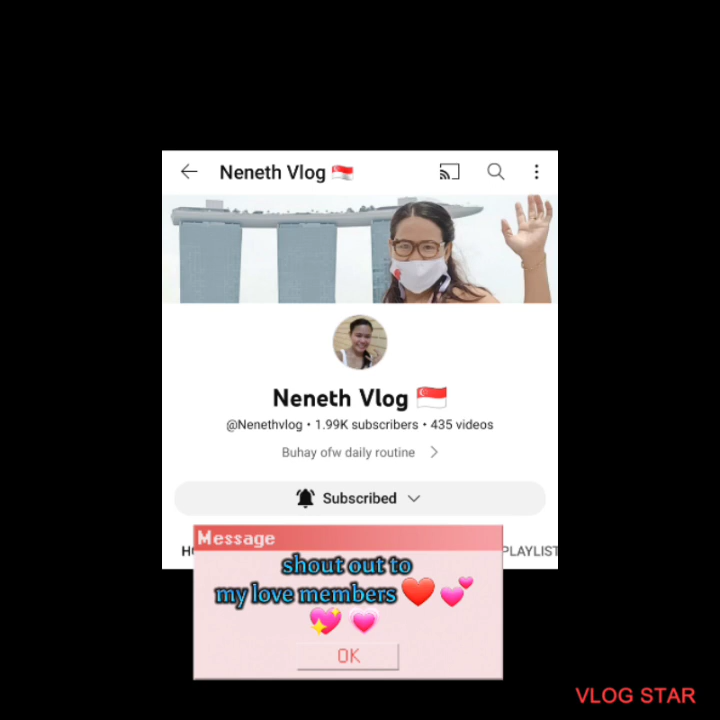 Neneth Vlog 🇸🇬
Neneth Vlog 🇸🇬
@Nenethvlog • 1.99K subscribers • 435 videos
Buhay ofw daily routine
Subscribed
PLAYLIST
Message
shout out to
my love members ❤️ 💕
💖 💗
OK
VLOG STAR